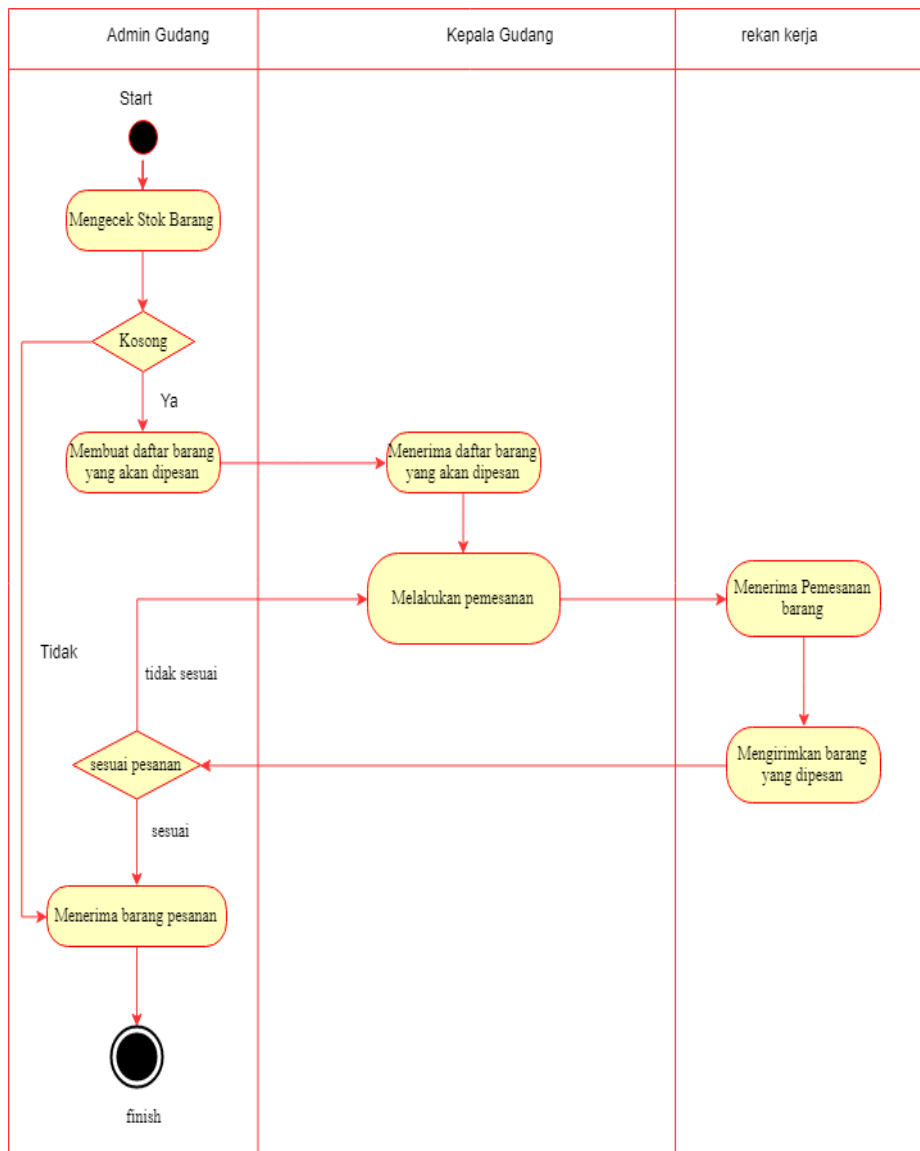 Admin Gudang
Kepala Gudang
rekan kerja
Start
Mengecek Stok Barang
Kosong
Ya
Membuat daftar barang
yang akan dipesan
Menerima daftar barang
yang akan dipesan
Melakukan pemesanan
Menerima Pemesanan
barang
Tidak
tidak sesuai
sesuai pesanan
Mengirimkan barang
yang dipesan
sesuai
Menerima barang pesanan
finish